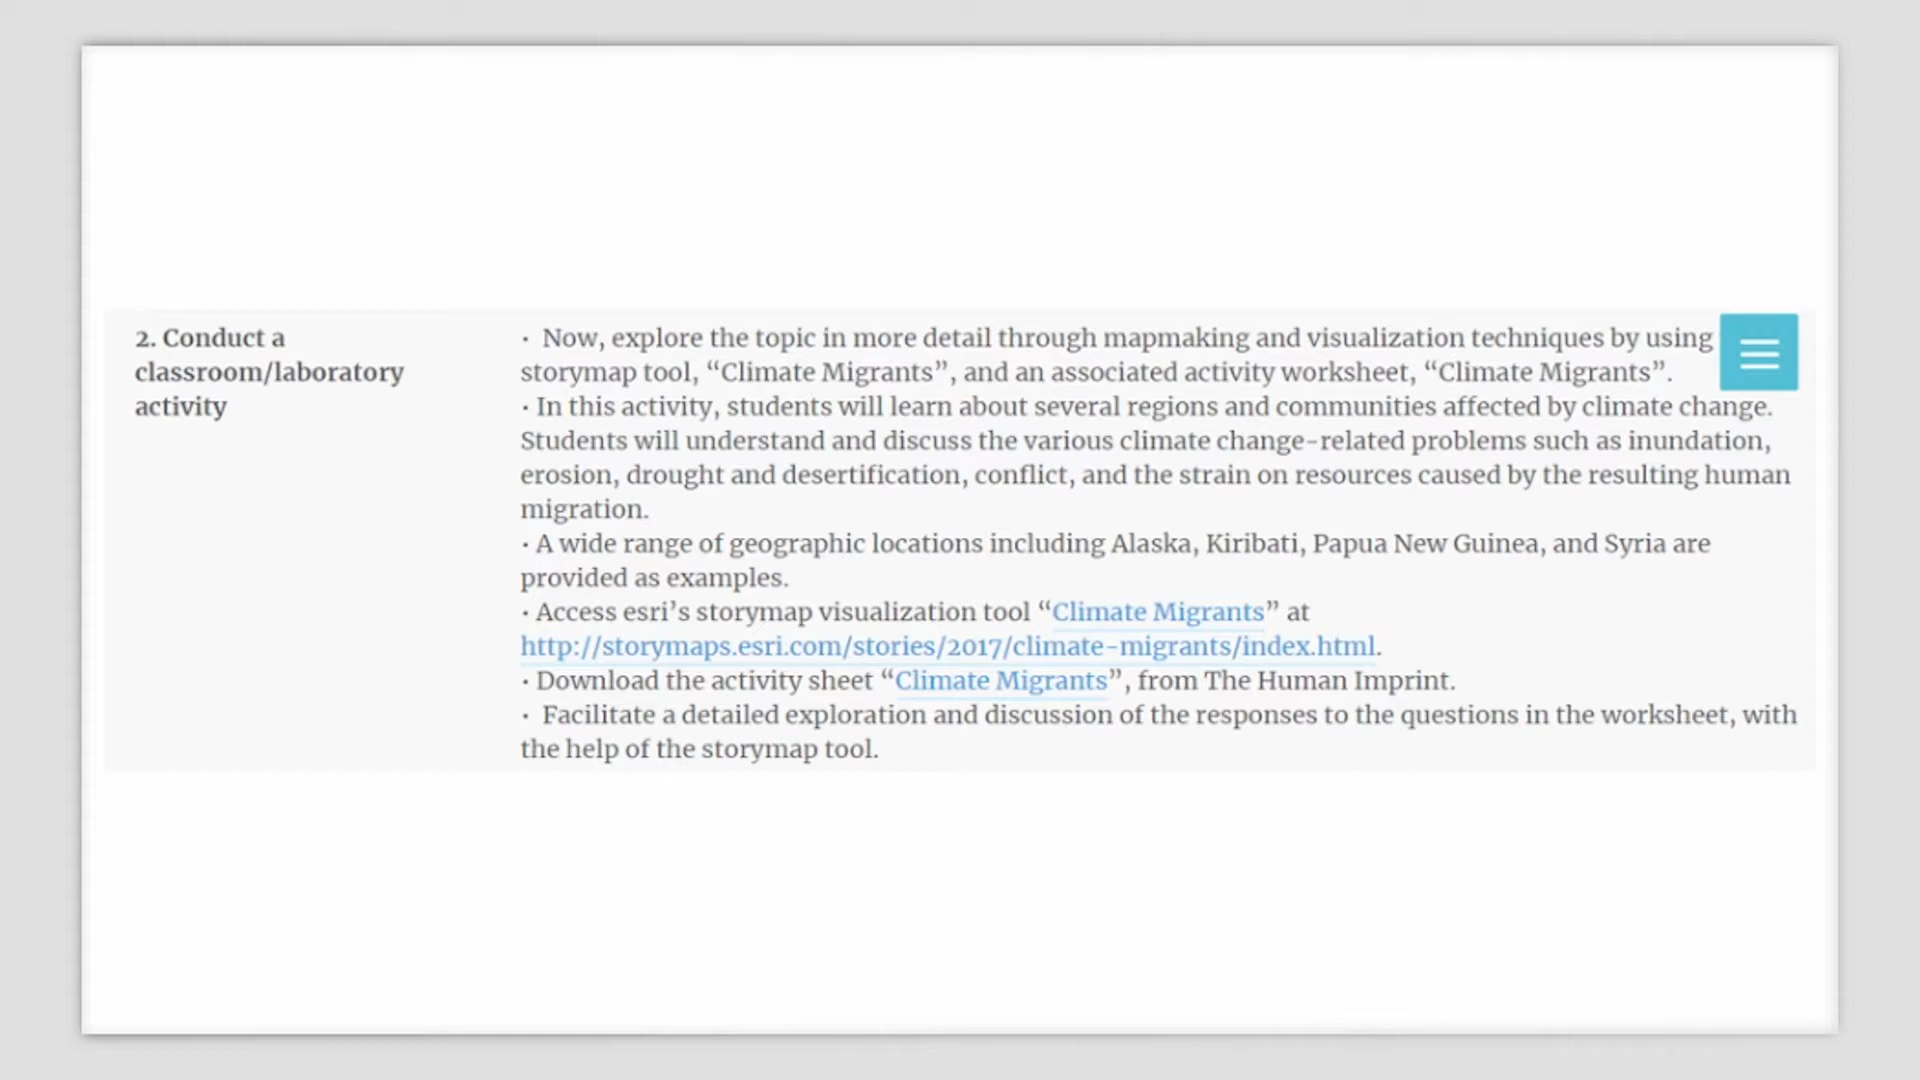 2. Conduct a
classroom/laboratory
activity
· Now, explore the topic in more detail through mapmaking and visualization techniques by using
storymap tool, “Climate Migrants”, and an associated activity worksheet, “Climate Migrants”.
· In this activity, students will learn about several regions and communities affected by climate change.
Students will understand and discuss the various climate change-related problems such as inundation,
erosion, drought and desertification, conflict, and the strain on resources caused by the resulting human
migration.
· A wide range of geographic locations including Alaska, Kiribati, Papua New Guinea, and Syria are
provided as examples.
· Access esri’s storymap visualization tool “Climate Migrants” at
http://storymaps.esri.com/stories/2017/climate-migrants/index.html.
· Download the activity sheet “Climate Migrants”, from The Human Imprint.
· Facilitate a detailed exploration and discussion of the responses to the questions in the worksheet, with
the help of the storymap tool.